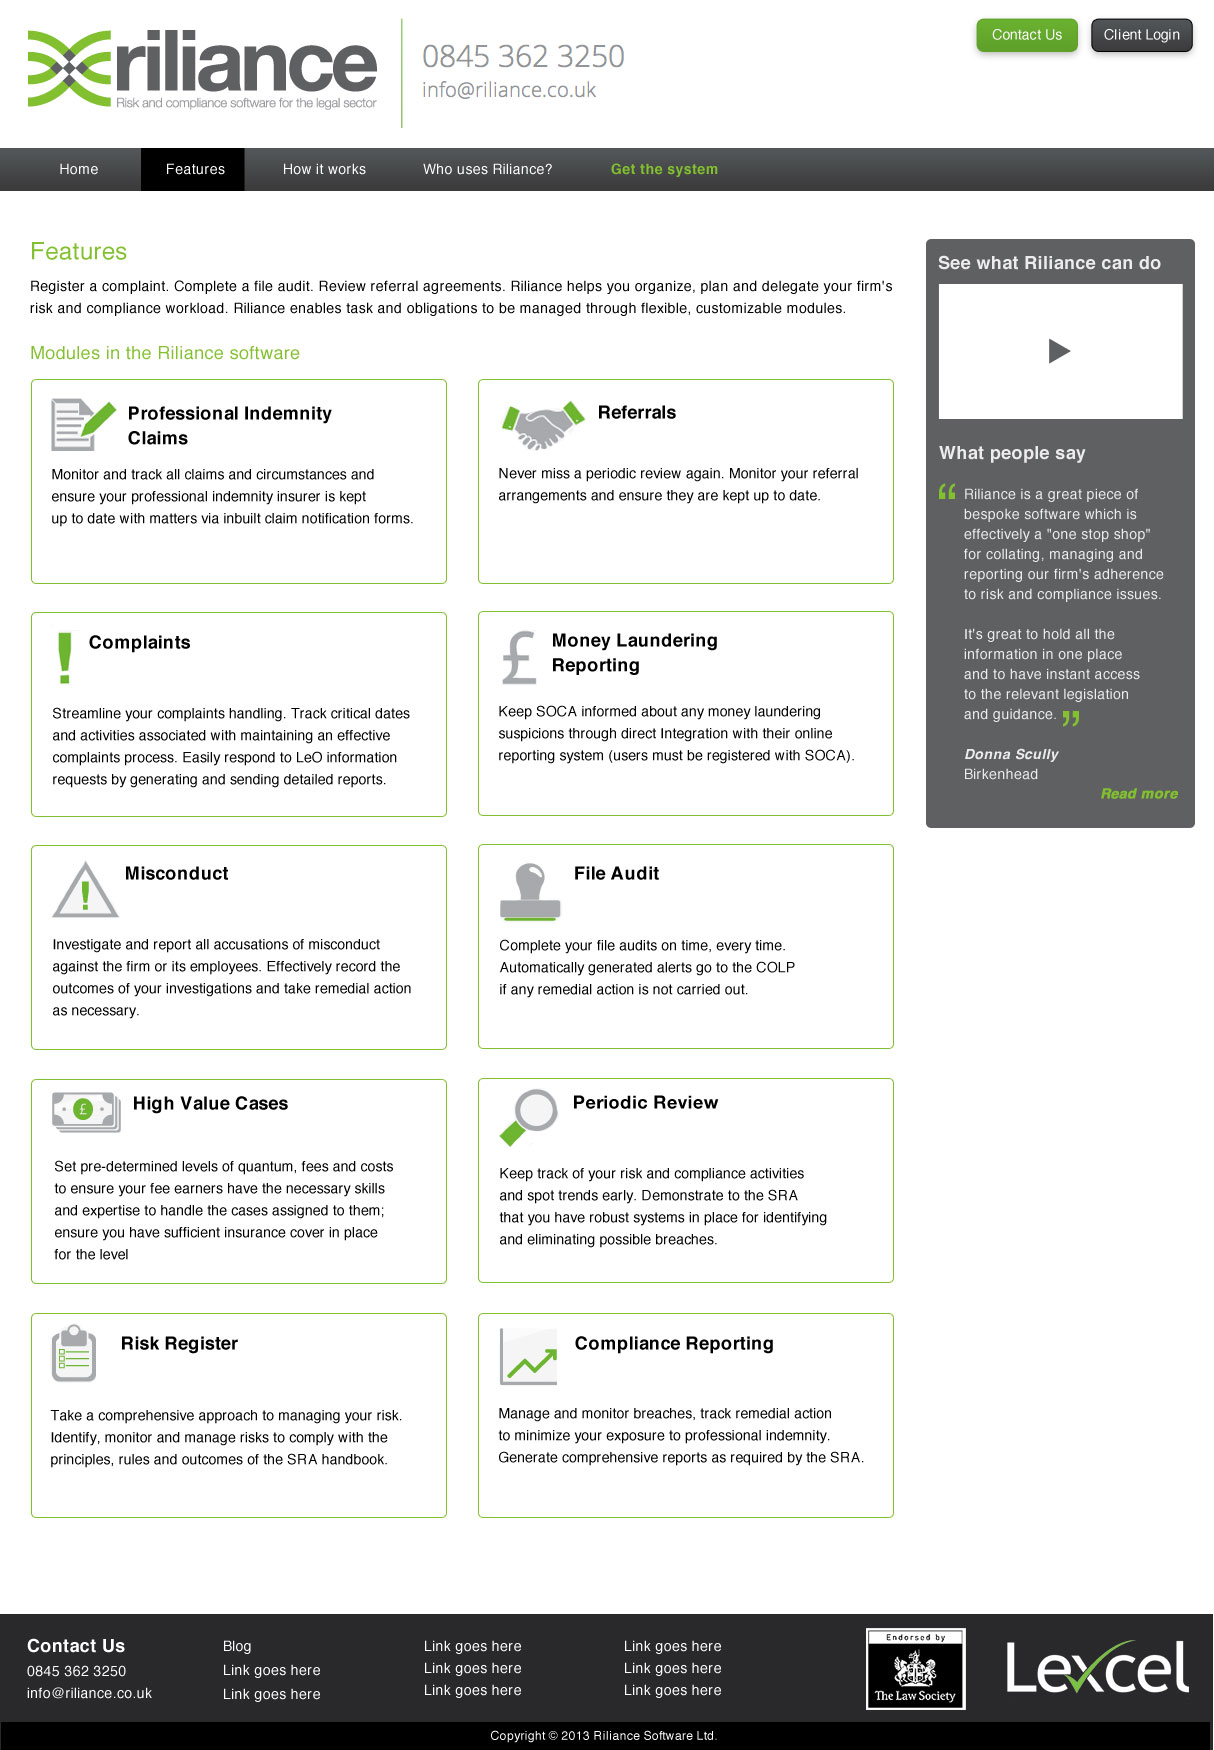 riliance
Risk and compliance software for the legal sector
0845 362 3250
info@riliance.co.uk
Contact Us
Client Login
Home
Features
How it works
Who uses Riliance?
Get the system
Features
Register a complaint. Complete a file audit. Review referral agreements. Riliance helps you organize, plan and delegate your firm's
risk and compliance workload. Riliance enables task and obligations to be managed through flexible, customizable modules.
Modules in the Riliance software
Professional Indemnity
Claims
Monitor and track all claims and circumstances and
ensure your professional indemnity insurer is kept
up to date with matters via inbuilt claim notification forms.
Referrals
Never miss a periodic review again. Monitor your referral
arrangements and ensure they are kept up to date.
Complaints
Streamline your complaints handling. Track critical dates
and activities associated with maintaining an effective
complaints process. Easily respond to LeO information
requests by generating and sending detailed reports.
£
Money Laundering
Reporting
Keep SOCA informed about any money laundering
suspicions through direct Integration with their online
reporting system (users must be registered with SOCA).
Misconduct
Investigate and report all accusations of misconduct
against the firm or its employees. Effectively record the
outcomes of your investigations and take remedial action
as necessary.
File Audit
Complete your file audits on time, every time.
Automatically generated alerts go to the COLP
if any remedial action is not carried out.
£
High Value Cases
Set pre-determined levels of quantum, fees and costs
to ensure your fee earners have the necessary skills
and expertise to handle the cases assigned to them;
ensure you have sufficient insurance cover in place
for the level
Periodic Review
Keep track of your risk and compliance activities
and spot trends early. Demonstrate to the SRA
that you have robust systems in place for identifying
and eliminating possible breaches.
Risk Register
Take a comprehensive approach to managing your risk.
Identify, monitor and manage risks to comply with the
principles, rules and outcomes of the SRA handbook.
Compliance Reporting
Manage and monitor breaches, track remedial action
to minimize your exposure to professional indemnity.
Generate comprehensive reports as required by the SRA.
See what Riliance can do
What people say
“ Riliance is a great piece of
bespoke software which is
effectively a "one stop shop"
for collating, managing and
reporting our firm's adherence
to risk and compliance issues.
It's great to hold all the
information in one place
and to have instant access
to the relevant legislation
and guidance. ”
Donna Scully
Birkenhead
Read more
Contact Us
0845 362 3250
info@riliance.co.uk
Blog
Link goes here
Link goes here
Link goes here
Link goes here
Link goes here
Link goes here
Link goes here
Link goes here
Endorsed by
The Law Society
Lexcel
Copyright © 2013 Riliance Software Ltd.